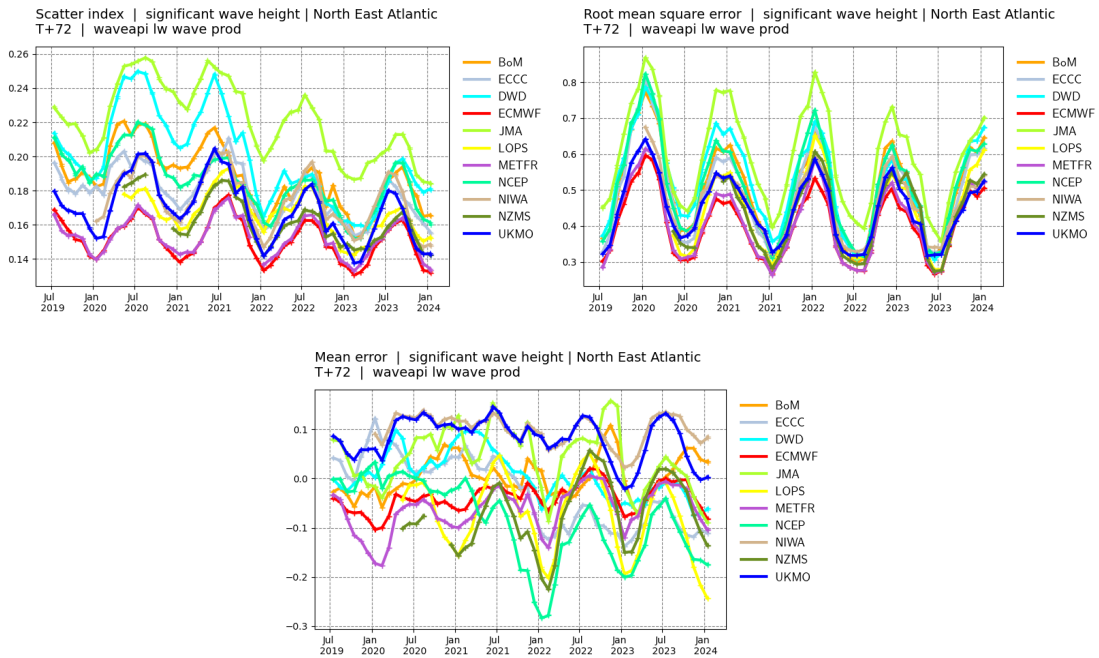 Scatter index | significant wave height | North East Atlantic
T+72 | waveapi lw wave prod
0.26
0.24
0.22
0.20
0.18
0.16
0.14
Jul 2019
Jan 2020
Jul 2020
Jan 2021
Jul 2021
Jan 2022
Jul 2022
Jan 2023
Jul 2023
Jan 2024
BoM
ECCC
DWD
ECMWF
JMA
LOPS
METFR
NCEP
NIWA
NZMS
UKMO
Root mean square error | significant wave height | North East Atlantic
T+72 | waveapi lw wave prod
0.8
0.7
0.6
0.5
0.4
0.3
Jul 2019
Jan 2020
Jul 2020
Jan 2021
Jul 2021
Jan 2022
Jul 2022
Jan 2023
Jul 2023
Jan 2024
BoM
ECCC
DWD
ECMWF
JMA
LOPS
METFR
NCEP
NIWA
NZMS
UKMO
Mean error | significant wave height | North East Atlantic
T+72 | waveapi lw wave prod
0.1
0.0
−0.1
−0.2
−0.3
Jul 2019
Jan 2020
Jul 2020
Jan 2021
Jul 2021
Jan 2022
Jul 2022
Jan 2023
Jul 2023
Jan 2024
BoM
ECCC
DWD
ECMWF
JMA
LOPS
METFR
NCEP
NIWA
NZMS
UKMO